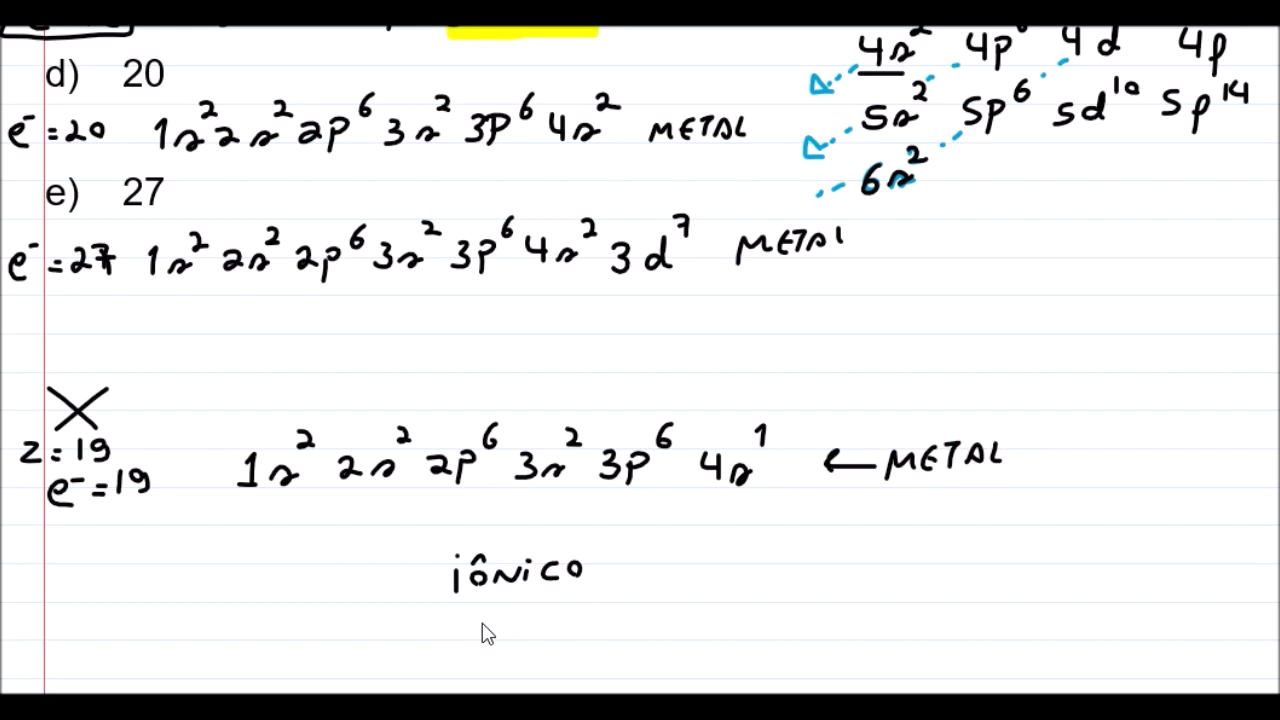 4s² 4p 4d 4f
d) 20
5s² 5p⁶ 5d¹⁰ 5f¹⁴
e⁻=20 1s² 2s² 2p⁶ 3s² 3p⁶ 4s² METAL
6s²
e) 27
e⁻=27 1s² 2s² 2p⁶ 3s² 3p⁶ 4s² 3d⁷ METAL
X
Z=19
e⁻=19 1s² 2s² 2p⁶ 3s² 3p⁶ 4s¹ ← METAL
iônico